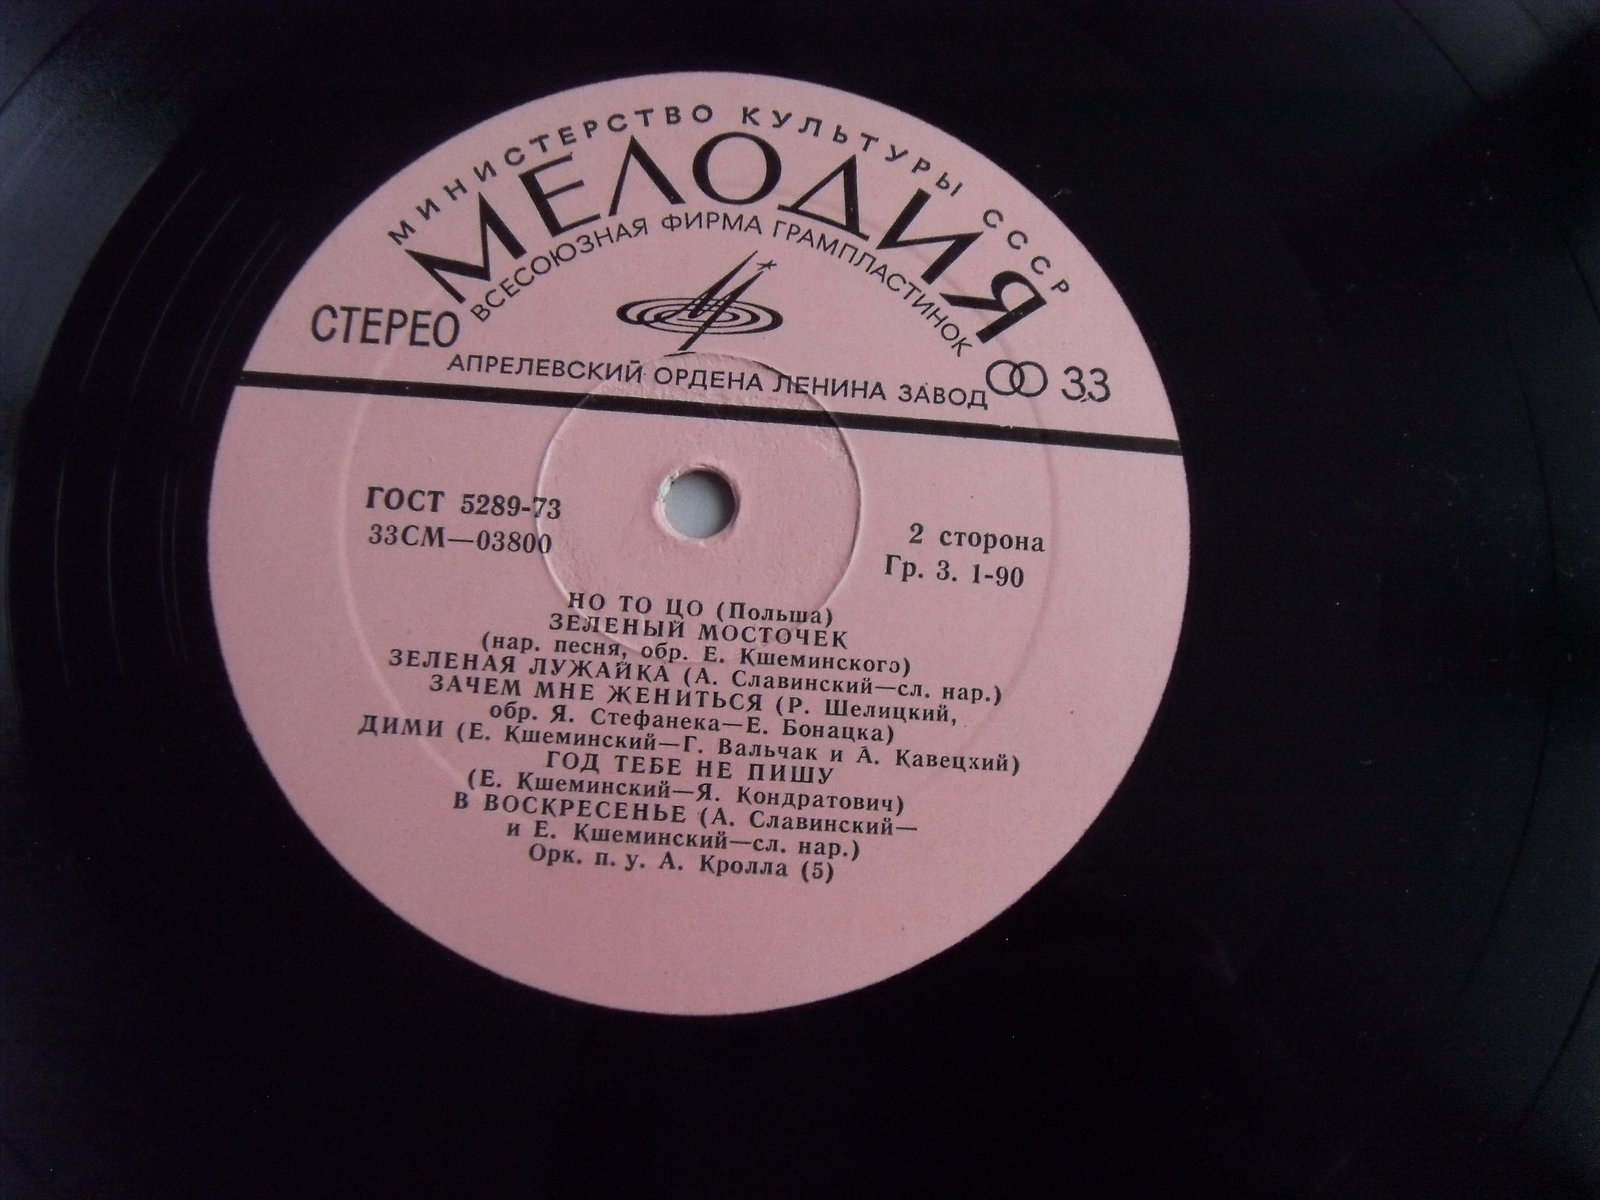 МИНИСТЕРСТВО КУЛЬТУРЫ СССР
МЕЛОДИЯ
ВСЕСОЮЗНАЯ ФИРМА ГРАМПЛАСТИНОК
СТЕРЕО
АПРЕЛЕВСКИЙ ОРДЕНА ЛЕНИНА ЗАВОД
33
ГОСТ 5289-73
33СМ—03800
2 сторона
Гр. 3. 1-90
НО ТО ЦО (Польша)
ЗЕЛЕНЫЙ МОСТОЧЕК
(нар. песня, обр. Е. Кшеминского)
ЗЕЛЕНАЯ ЛУЖАЙКА (А. Славинский—сл. нар.)
ЗАЧЕМ МНЕ ЖЕНИТЬСЯ (Р. Шелицкий,
обр. Я. Стефанека—Е. Бонацка)
ДИМИ (Е. Кшеминский—Г. Вальчак и А. Кавецкий)
ГОД ТЕБЕ НЕ ПИШУ
(Е. Кшеминский—Я. Кондратович)
В ВОСКРЕСЕНЬЕ (А. Славинский—
и Е. Кшеминский—сл. нар.)
Орк. п. у. А. Кролла (5)